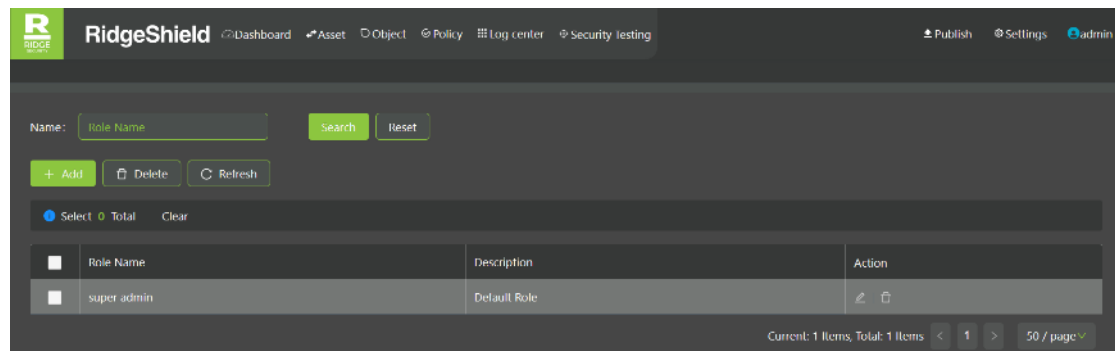 R
RIDGE
SECURITY
RidgeShield Dashboard Asset Object Policy Log center Security Testing Publish Settings admin
Name: Role Name Search Reset
+ Add Delete Refresh
Select 0 Total Clear
Role Name Description Action
super admin Default Role
Current: 1 Items, Total: 1 Items < 1 > 50 / page